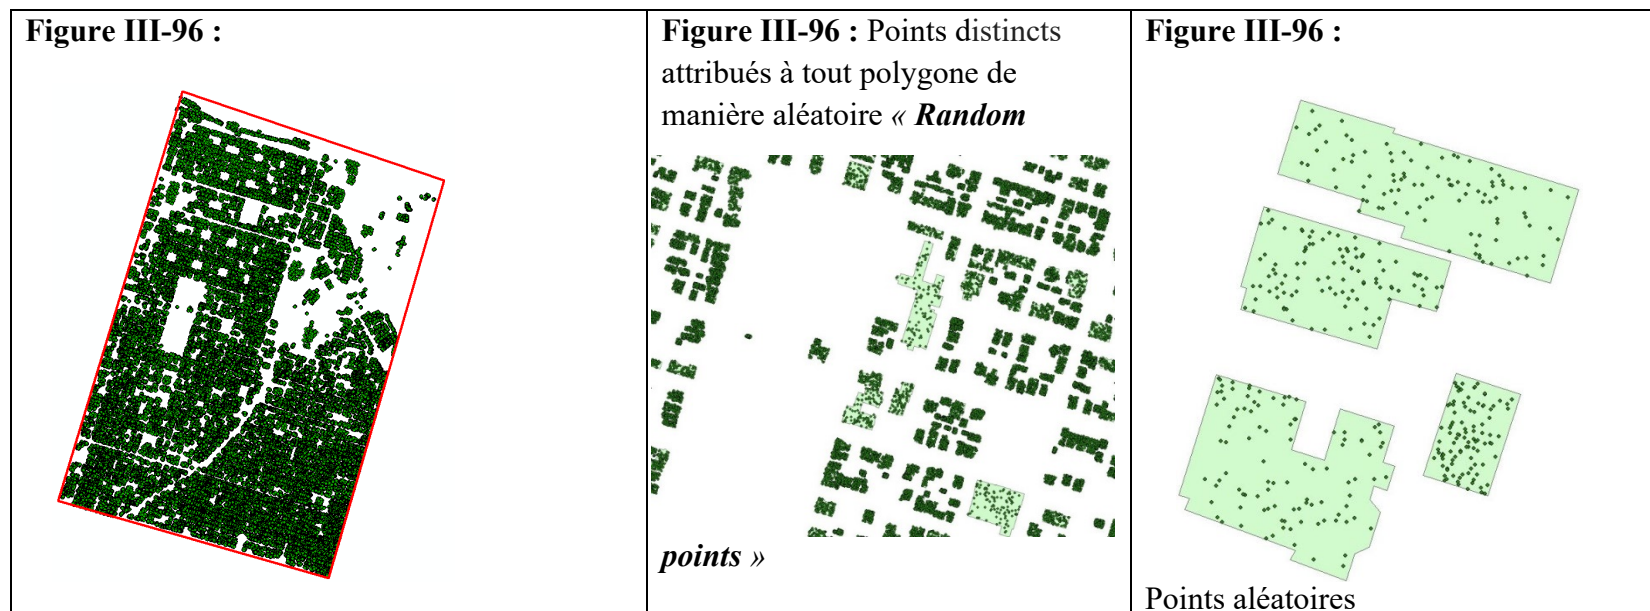 Figure III-96 :
Figure III-96 : Points distincts
attribués à tout polygone de
manière aléatoire « Random
points »
Figure III-96 :
Points aléatoires